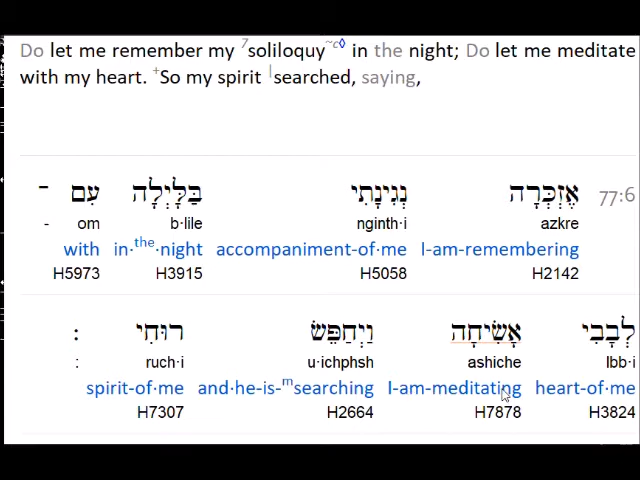 Do let me remember my ⁷soliloquy~c◊ in the night; Do let me meditate
with my heart. ⁺So my spirit |searched, saying,
77:6 אֶזְכְּרָה נְגִינָתִי בַּלָּיְלָה עִם ־
- om b·lile nginth·i azkre
with in·the·night accompaniment-of·me I-am-remembering
H5973 H3915 H5058 H2142
לְבָבִי אָשִׂיחָה וַיְחַפֵּשׂ רוּחִי ׃
: ruch·i u·ichphsh ashiche lbb·i
spirit-of·me and·he-is-ᵐsearching I-am-meditating heart-of·me
H7307 H2664 H7878 H3824